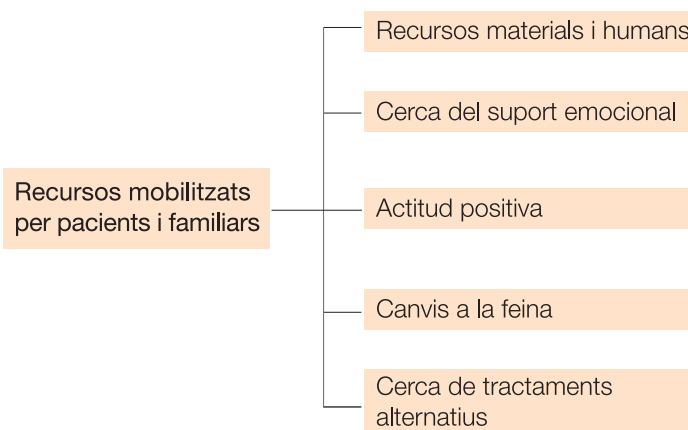 Recursos materials i humans
Cerca del suport emocional
Recursos mobilitzats
per pacients i familiars
Actitud positiva
Canvis a la feina
Cerca de tractaments
alternatius